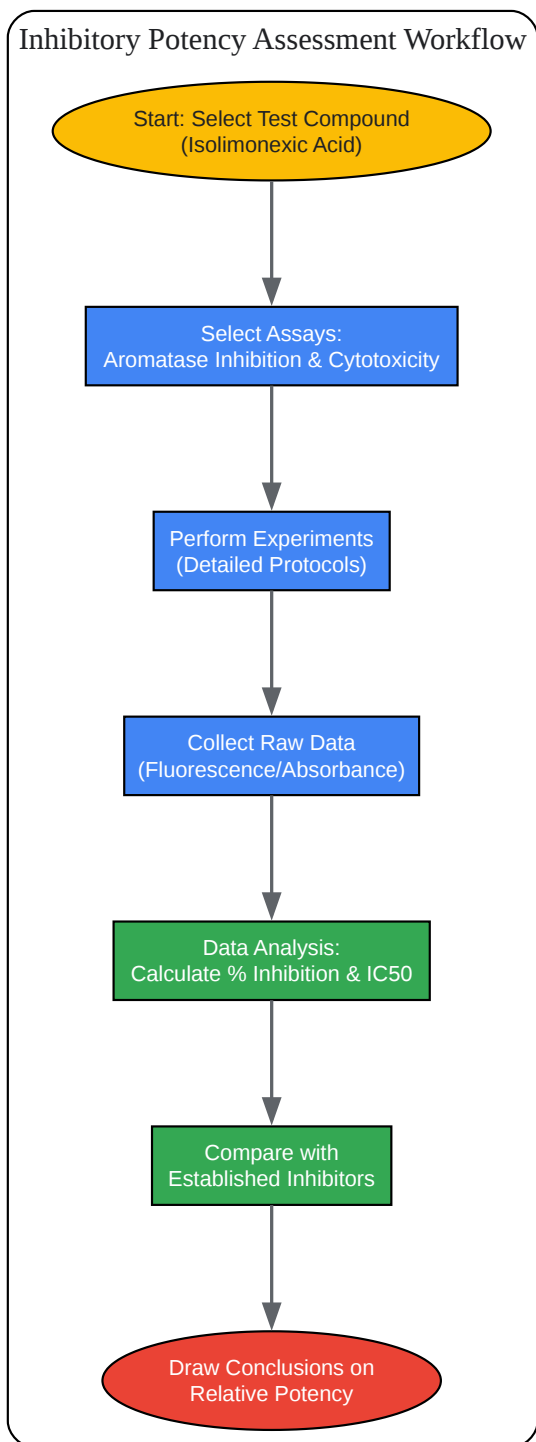 Inhibitory Potency Assessment Workflow
Start: Select Test Compound
(Isolimonexic Acid)
Select Assays:
Aromatase Inhibition & Cytotoxicity
Perform Experiments
(Detailed Protocols)
Collect Raw Data
(Fluorescence/Absorbance)
Data Analysis:
Calculate % Inhibition & IC50
Compare with
Established Inhibitors
Draw Conclusions on
Relative Potency